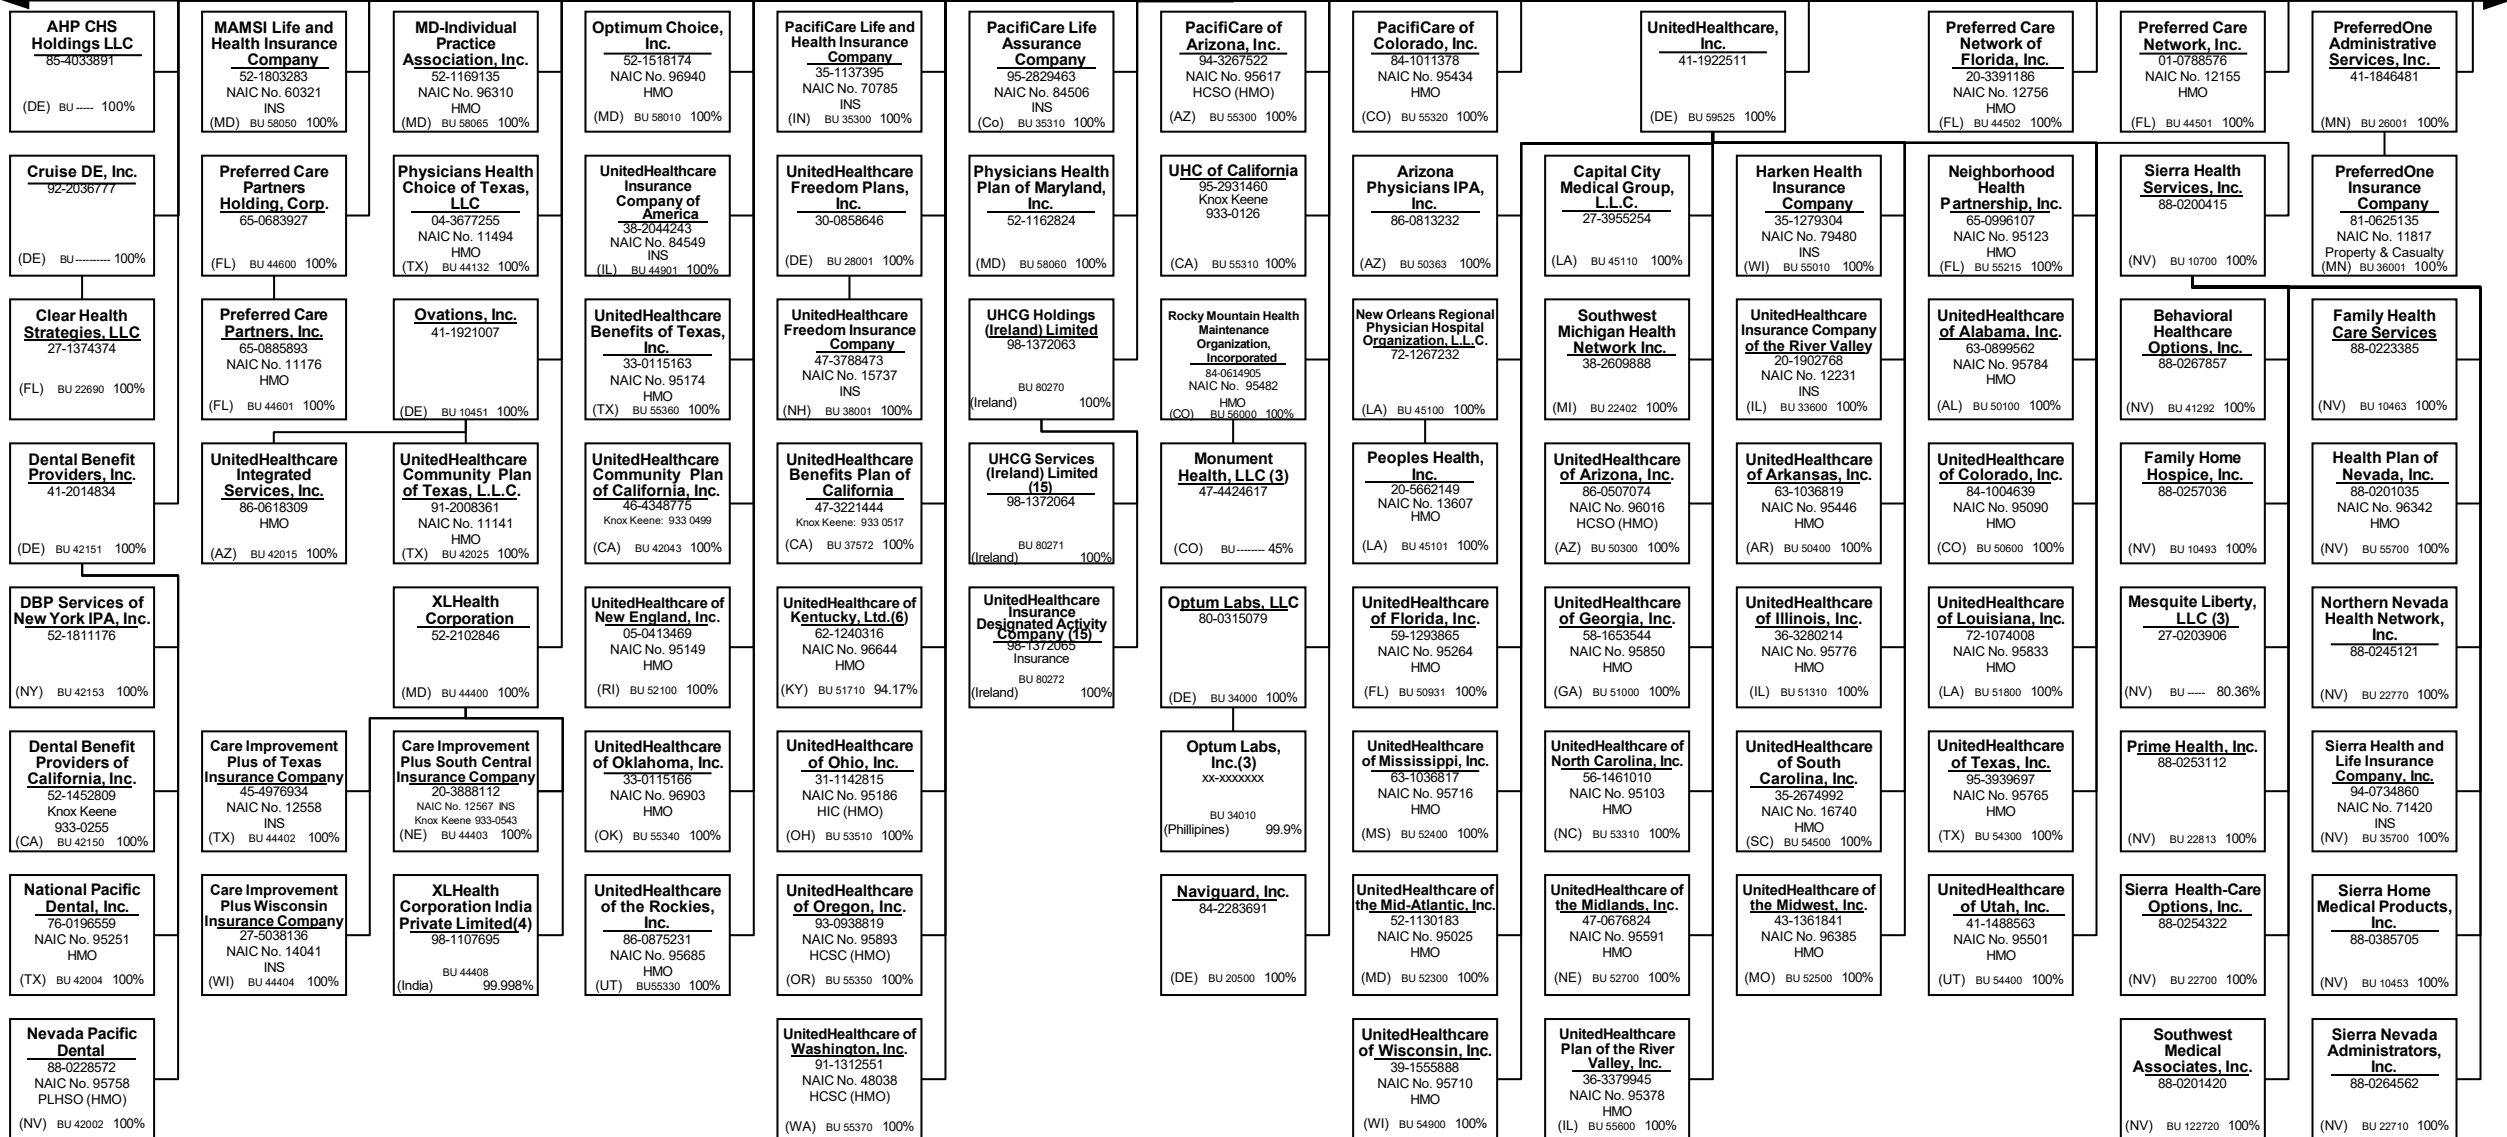 AHP CHS
Holdings LLC
85-4033891
(DE) BU ----- 100%
MAMSI Life and
Health Insurance
Company
52-1803283
NAIC No. 60321
INS
(MD) BU 58050 100%
MD-Individual
Practice
Association, Inc.
52-1169135
NAIC No. 96310
HMO
(MD) BU 58065 100%
Optimum Choice,
Inc.
52-1518174
NAIC No. 96940
HMO
(MD) BU 58010 100%
PacifiCare Life and
Health Insurance
Company
35-1137395
NAIC No. 70785
INS
(IN) BU 35300 100%
PacifiCare Life
Assurance
Company
95-2829463
NAIC No. 84506
INS
(Co) BU 35310 100%
PacifiCare of
Arizona, Inc.
94-3267522
NAIC No. 95617
HCSO (HMO)
(AZ) BU 55300 100%
PacifiCare of
Colorado, Inc.
84-1011378
NAIC No. 95434
HMO
(CO) BU 55320 100%
UnitedHealthcare,
Inc.
41-1922511
(DE) BU 59525 100%
Preferred Care
Network of
Florida, Inc.
20-3391186
NAIC No. 12756
HMO
(FL) BU 44502 100%
Preferred Care
Network, Inc.
01-0788576
NAIC No. 12155
HMO
(FL) BU 44501 100%
PreferredOne
Administrative
Services, Inc.
41-1846481
(MN) BU 26001 100%
Cruise DE, Inc.
92-2036777
(DE) BU ---------- 100%
Preferred Care
Partners
Holding, Corp.
65-0683927
(FL) BU 44600 100%
Physicians Health
Choice of Texas,
LLC
04-3677255
NAIC No. 11494
HMO
(TX) BU 44132 100%
UnitedHealthcare
Insurance
Company of
America
38-2044243
NAIC No. 84549
INS
(IL) BU 44901 100%
UnitedHealthcare
Freedom Plans,
Inc.
30-0858646
(DE) BU 28001 100%
Physicians Health
Plan of Maryland,
Inc.
52-1162824
(MD) BU 58060 100%
UHC of California
95-2931460
Knox Keene
933-0126
(CA) BU 55310 100%
Arizona
Physicians IPA,
Inc.
86-0813232
(AZ) BU 50363 100%
Capital City
Medical Group,
L.L.C.
27-3955254
(LA) BU 45110 100%
Harken Health
Insurance
Company
35-1279304
NAIC No. 79480
INS
(WI) BU 55010 100%
Neighborhood
Health
Partnership, Inc.
65-0996107
NAIC No. 95123
HMO
(FL) BU 55215 100%
Sierra Health
Services, Inc.
88-0200415
(NV) BU 10700 100%
PreferredOne
Insurance
Company
81-0625135
NAIC No. 11817
Property & Casualty
(MN) BU 36001 100%
Clear Health
Strategies, LLC
27-1374374
(FL) BU 22690 100%
Preferred Care
Partners, Inc.
65-0885893
NAIC No. 11176
HMO
(FL) BU 44601 100%
Ovations, Inc.
41-1921007
(DE) BU 10451 100%
UnitedHealthcare
Benefits of Texas,
Inc.
33-0115163
NAIC No. 95174
HMO
(TX) BU 55360 100%
UnitedHealthcare
Freedom Insurance
Company
47-3788473
NAIC No. 15737
INS
(NH) BU 38001 100%
UHCG Holdings
(Ireland) Limited
98-1372063
BU 80270
(Ireland) 100%
Rocky Mountain Health
Maintenance
Organization,
Incorporated
84-0614905
NAIC No. 95482
HMO
(CO) BU 56000 100%
New Orleans Regional
Physician Hospital
Organization, L.L.C.
72-1267232
(LA) BU 45100 100%
Southwest
Michigan Health
Network Inc.
38-2609888
(MI) BU 22402 100%
UnitedHealthcare
Insurance Company
of the River Valley
20-1902768
NAIC No. 12231
INS
(IL) BU 33600 100%
UnitedHealthcare
of Alabama, Inc.
63-0899562
NAIC No. 95784
HMO
(AL) BU 50100 100%
Behavioral
Healthcare
Options, Inc.
88-0267857
(NV) BU 41292 100%
Family Health
Care Services
88-0223385
(NV) BU 10463 100%
Dental Benefit
Providers, Inc.
41-2014834
(DE) BU 42151 100%
UnitedHealthcare
Integrated
Services, Inc.
86-0618309
HMO
(AZ) BU 42015 100%
UnitedHealthcare
Community Plan
of Texas, L.L.C.
91-2008361
NAIC No. 11141
HMO
(TX) BU 42025 100%
UnitedHealthcare
Community Plan
of California, Inc.
46-4348775
Knox Keene: 933 0499
(CA) BU 42043 100%
UnitedHealthcare
Benefits Plan of
California
47-3221444
Knox Keene: 933 0517
(CA) BU 37572 100%
UHCG Services
(Ireland) Limited
(15)
98-1372064
BU 80271
(Ireland) 100%
Monument
Health, LLC (3)
47-4424617
(CO) BU -------- 45%
Peoples Health,
Inc.
20-5662149
NAIC No. 13607
HMO
(LA) BU 45101 100%
UnitedHealthcare
of Arizona, Inc.
86-0507074
NAIC No. 96016
HCSO (HMO)
(AZ) BU 50300 100%
UnitedHealthcare
of Arkansas, Inc.
63-1036819
NAIC No. 95446
HMO
(AR) BU 50400 100%
UnitedHealthcare
of Colorado, Inc.
84-1004639
NAIC No. 95090
HMO
(CO) BU 50600 100%
Family Home
Hospice, Inc.
88-0257036
(NV) BU 10493 100%
Health Plan of
Nevada, Inc.
88-0201035
NAIC No. 96342
HMO
(NV) BU 55700 100%
DBP Services of
New York IPA, Inc.
52-1811176
(NY) BU 42153 100%
XLHealth
Corporation
52-2102846
(MD) BU 44400 100%
UnitedHealthcare of
New England, Inc.
05-0413469
NAIC No. 95149
HMO
(RI) BU 52100 100%
UnitedHealthcare of
Kentucky, Ltd.(6)
62-1240316
NAIC No. 96644
HMO
(KY) BU 51710 94.17%
UnitedHealthcare
Insurance
Designated Activity
Company (15)
98-1372065
Insurance
BU 80272
(Ireland) 100%
Optum Labs, LLC
80-0315079
(DE) BU 34000 100%
UnitedHealthcare
of Florida, Inc.
59-1293865
NAIC No. 95264
HMO
(FL) BU 50931 100%
UnitedHealthcare
of Georgia, Inc.
58-1653544
NAIC No. 95850
HMO
(GA) BU 51000 100%
UnitedHealthcare
of Illinois, Inc.
36-3280214
NAIC No. 95776
HMO
(IL) BU 51310 100%
UnitedHealthcare
of Louisiana, Inc.
72-1074008
NAIC No. 95833
HMO
(LA) BU 51800 100%
Mesquite Liberty,
LLC (3)
27-0203906
(NV) BU ----- 80.36%
Northern Nevada
Health Network,
Inc.
88-0245121
(NV) BU 22770 100%
Dental Benefit
Providers of
California, Inc.
52-1452809
Knox Keene
933-0255
(CA) BU 42150 100%
Care Improvement
Plus of Texas
Insurance Company
45-4976934
NAIC No. 12558
INS
(TX) BU 44402 100%
Care Improvement
Plus South Central
Insurance Company
20-3888112
NAIC No. 12567 INS
Knox Keene 933-0543
(NE) BU 44403 100%
UnitedHealthcare
of Oklahoma, Inc.
33-0115166
NAIC No. 96903
HMO
(OK) BU 55340 100%
UnitedHealthcare
of Ohio, Inc.
31-1142815
NAIC No. 95186
HIC (HMO)
(OH) BU 53510 100%
Optum Labs,
Inc.(3)
xx-xxxxxxx
BU 34010
(Phillipines) 99.9%
UnitedHealthcare
of Mississippi, Inc.
63-1036817
NAIC No. 95716
HMO
(MS) BU 52400 100%
UnitedHealthcare of
North Carolina, Inc.
56-1461010
NAIC No. 95103
HMO
(NC) BU 53310 100%
UnitedHealthcare
of South
Carolina, Inc.
35-2674992
NAIC No. 16740
HMO
(SC) BU 54500 100%
UnitedHealthcare
of Texas, Inc.
95-3939697
NAIC No. 95765
HMO
(TX) BU 54300 100%
Prime Health, Inc.
88-0253112
(NV) BU 22813 100%
Sierra Health and
Life Insurance
Company, Inc.
94-0734860
NAIC No. 71420
INS
(NV) BU 35700 100%
National Pacific
Dental, Inc.
76-0196559
NAIC No. 95251
HMO
(TX) BU 42004 100%
Care Improvement
Plus Wisconsin
Insurance Company
27-5038136
NAIC No. 14041
INS
(WI) BU 44404 100%
XLHealth
Corporation India
Private Limited(4)
98-1107695
BU 44408
(India) 99.998%
UnitedHealthcare
of the Rockies,
Inc.
86-0875231
NAIC No. 95685
HMO
(UT) BU55330 100%
UnitedHealthcare
of Oregon, Inc.
93-0938819
NAIC No. 95893
HCSC (HMO)
(OR) BU 55350 100%
Naviguard, Inc.
84-2283691
(DE) BU 20500 100%
UnitedHealthcare of
the Mid-Atlantic, Inc.
52-1130183
NAIC No. 95025
HMO
(MD) BU 52300 100%
UnitedHealthcare of
the Midlands, Inc.
47-0676824
NAIC No. 95591
HMO
(NE) BU 52700 100%
UnitedHealthcare of
the Midwest, Inc.
43-1361841
NAIC No. 96385
HMO
(MO) BU 52500 100%
UnitedHealthcare
of Utah, Inc.
41-1488563
NAIC No. 95501
HMO
(UT) BU 54400 100%
Sierra Health-Care
Options, Inc.
88-0254322
(NV) BU 22700 100%
Sierra Home
Medical Products,
Inc.
88-0385705
(NV) BU 10453 100%
Nevada Pacific
Dental
88-0228572
NAIC No. 95758
PLHSO (HMO)
(NV) BU 42002 100%
UnitedHealthcare of
Washington, Inc.
91-1312551
NAIC No. 48038
HCSC (HMO)
(WA) BU 55370 100%
UnitedHealthcare
of Wisconsin, Inc.
39-1555888
NAIC No. 95710
HMO
(WI) BU 54900 100%
UnitedHealthcare
Plan of the River
Valley, Inc.
36-3379945
NAIC No. 95378
HMO
(IL) BU 55600 100%
Southwest
Medical
Associates, Inc.
88-0201420
(NV) BU 122720 100%
Sierra Nevada
Administrators,
Inc.
88-0264562
(NV) BU 22710 100%